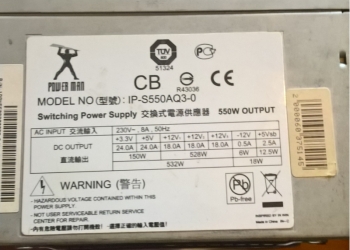 POWER MAN
TÜV
51324
CB
R43036
CE
MODEL NO (型號) : IP-S550AQ3-0
Switching Power Supply 交換式電源供應器 550W OUTPUT
AC INPUT 交流輸入 230V~ 8A, 50Hz
DC OUTPUT 直流輸出 +3.3V +5V +12V₁ +12V₂ +12V₃ -12V +5Vsb
24.0A 24.0A 18.0A 18.0A 18.0A 0.5A 2.5A
150W 528W 6W 12.5W
532W 18W
WARNING (警告)
- HAZARDOUS VOLTAGE CONTAINED WITHIN THIS POWER SUPPLY.
- NOT USER SERVICEABLE RETURN SERVICE CENTER FOR REPAIR.
Pb
Pb-free